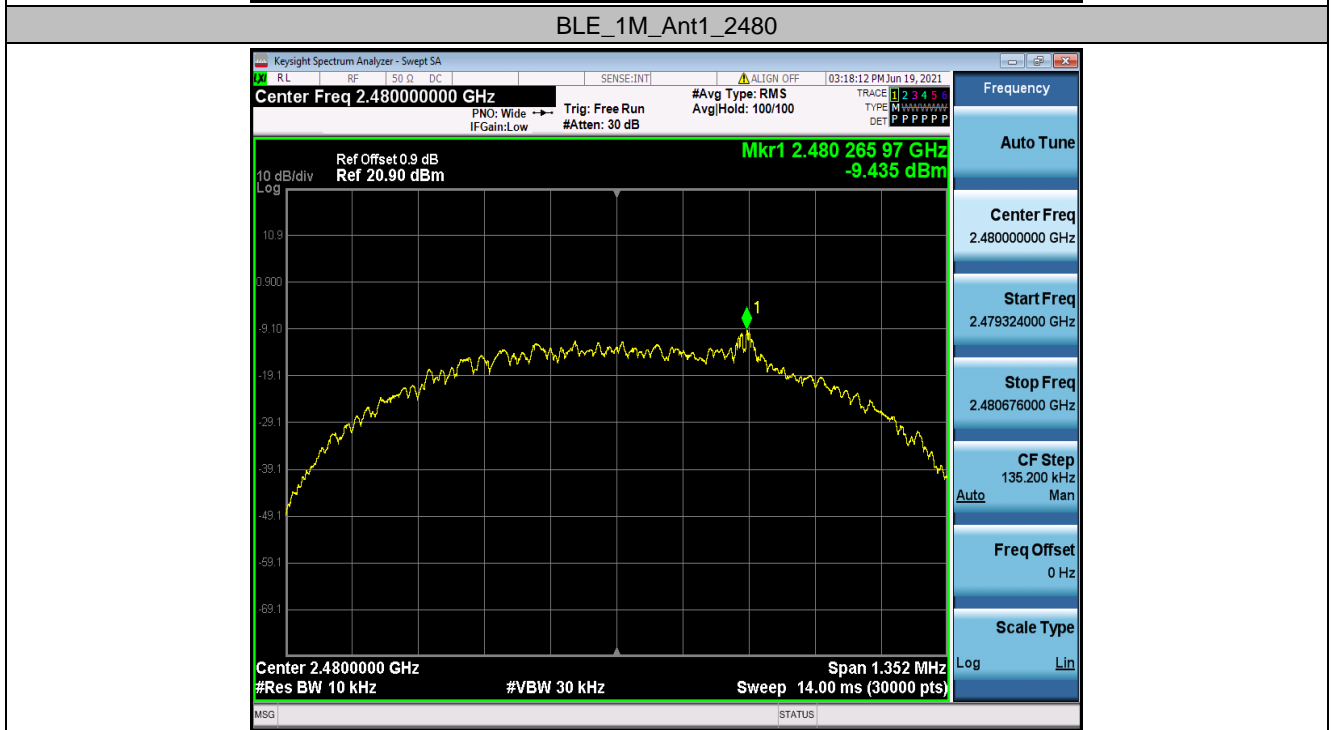 BLE_1M_Ant1_2480
Keysight Spectrum Analyzer - Swept SA
LXI RL RF 50 Ω DC SENSE:INT ALIGN OFF 03:18:12 PM Jun 19, 2021
Center Freq 2.480000000 GHz
PNO: Wide
IFGain:Low
Trig: Free Run
#Atten: 30 dB
#Avg Type: RMS
Avg|Hold: 100/100
TRACE 1 2 3 4 5 6
TYPE M W W W W W
DET P P P P P P
Mkr1 2.480 265 97 GHz
-9.435 dBm
Ref Offset 0.9 dB
10 dB/div Ref 20.90 dBm
Log
10.9
0.900
-9.10
-19.1
-29.1
-39.1
-49.1
-59.1
-69.1
1
Center 2.4800000 GHz Span 1.352 MHz
#Res BW 10 kHz #VBW 30 kHz Sweep 14.00 ms (30000 pts)
MSG STATUS
Frequency
Auto Tune
Center Freq
2.480000000 GHz
Start Freq
2.479324000 GHz
Stop Freq
2.480676000 GHz
CF Step
135.200 kHz
Auto Man
Freq Offset
0 Hz
Scale Type
Log Lin